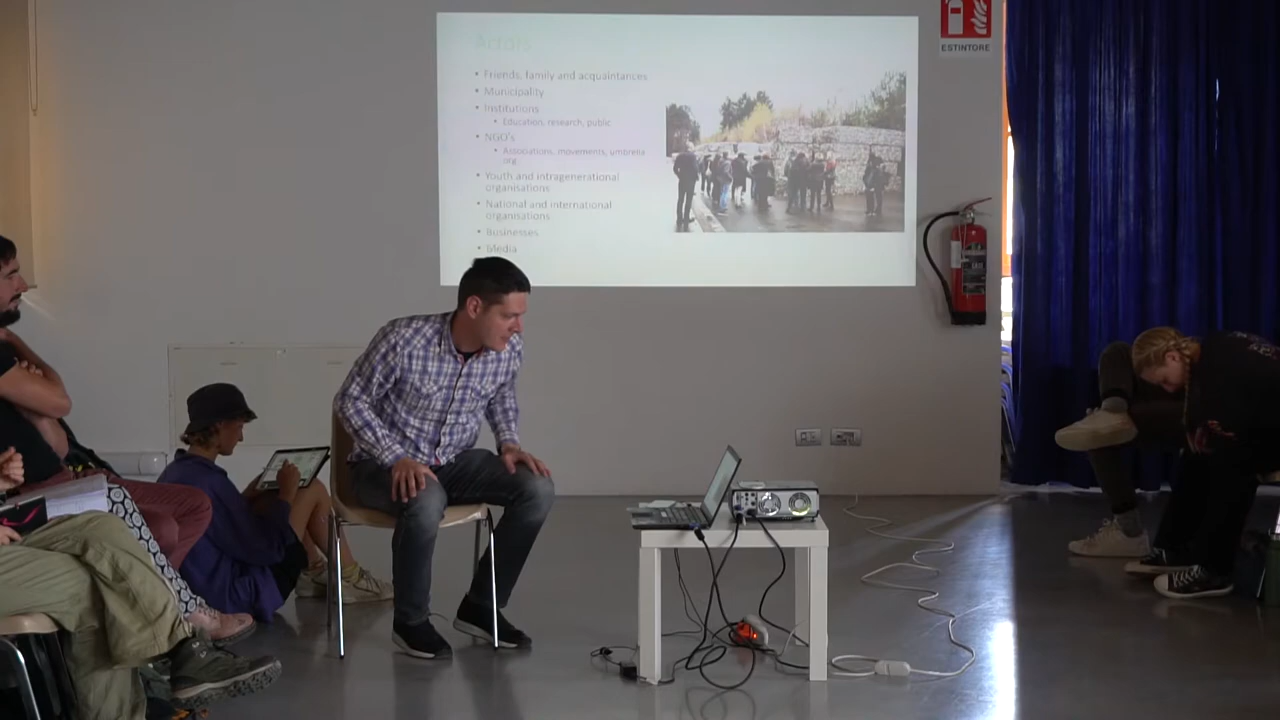 Actors
• Friends, family and acquaintances
• Municipality
• Institutions
• Education, research, public
• NGO's
• Associations, movements, umbrella
org.
• Youth and intragenerational
organisations
• National and international
organisations
• Businesses
• Media
ESTINTORE